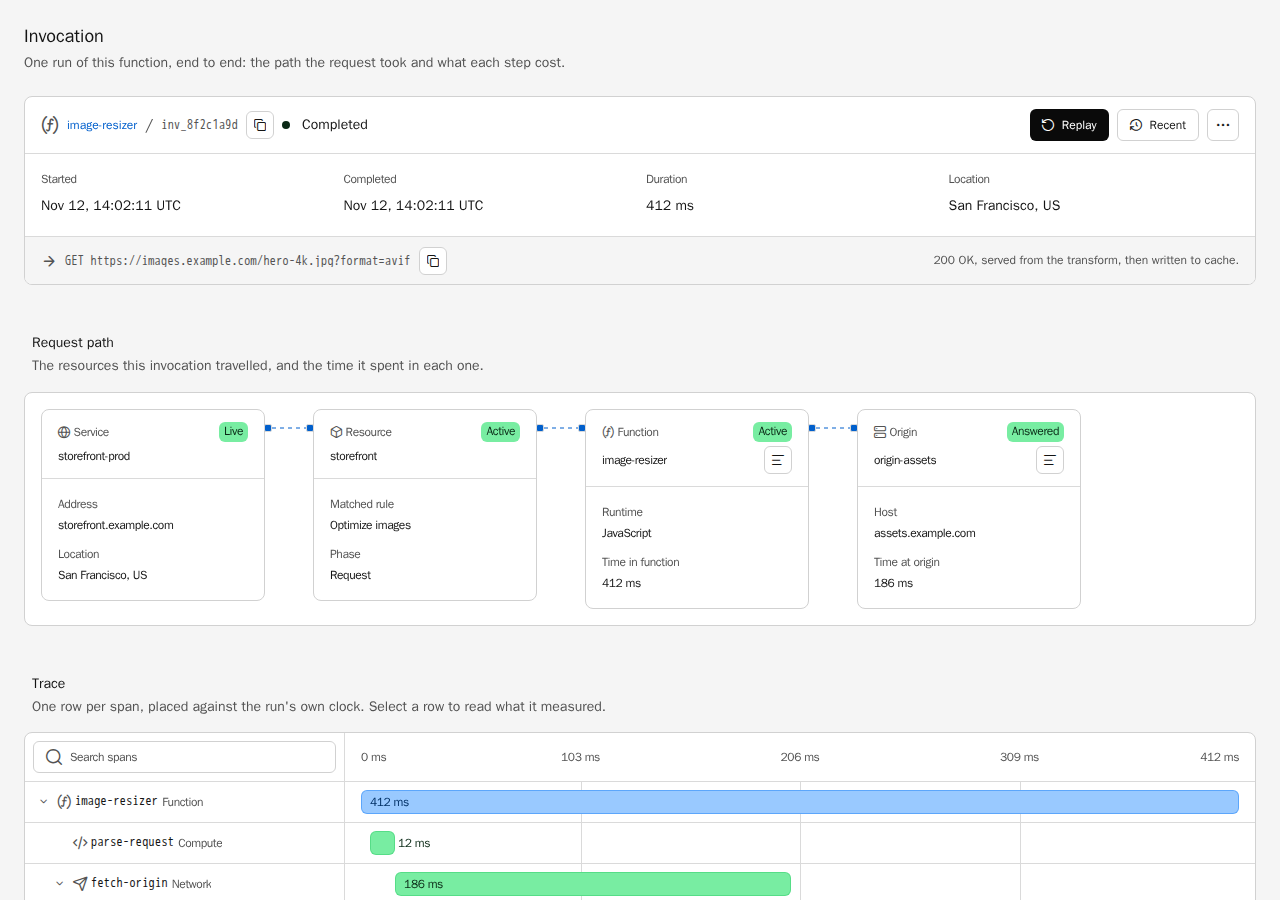 Invocation
One run of this function, end to end: the path the request took and what each step cost.
image-resizer / inv_8f2c1a9d Completed Replay Recent
Started Completed Duration Location
Nov 12, 14:02:11 UTC Nov 12, 14:02:11 UTC 412 ms San Francisco, US
GET https://images.example.com/hero-4k.jpg?format=avif 200 OK, served from the transform, then written to cache.
Request path
The resources this invocation travelled, and the time it spent in each one.
Service Live
storefront-prod
Address
storefront.example.com
Location
San Francisco, US
Resource Active
storefront
Matched rule
Optimize images
Phase
Request
Function Active
image-resizer
Runtime
JavaScript
Time in function
412 ms
Origin Answered
origin-assets
Host
assets.example.com
Time at origin
186 ms
Trace
One row per span, placed against the run's own clock. Select a row to read what it measured.
Search spans 0 ms 103 ms 206 ms 309 ms 412 ms
image-resizer Function 412 ms
parse-request Compute 12 ms
fetch-origin Network 186 ms